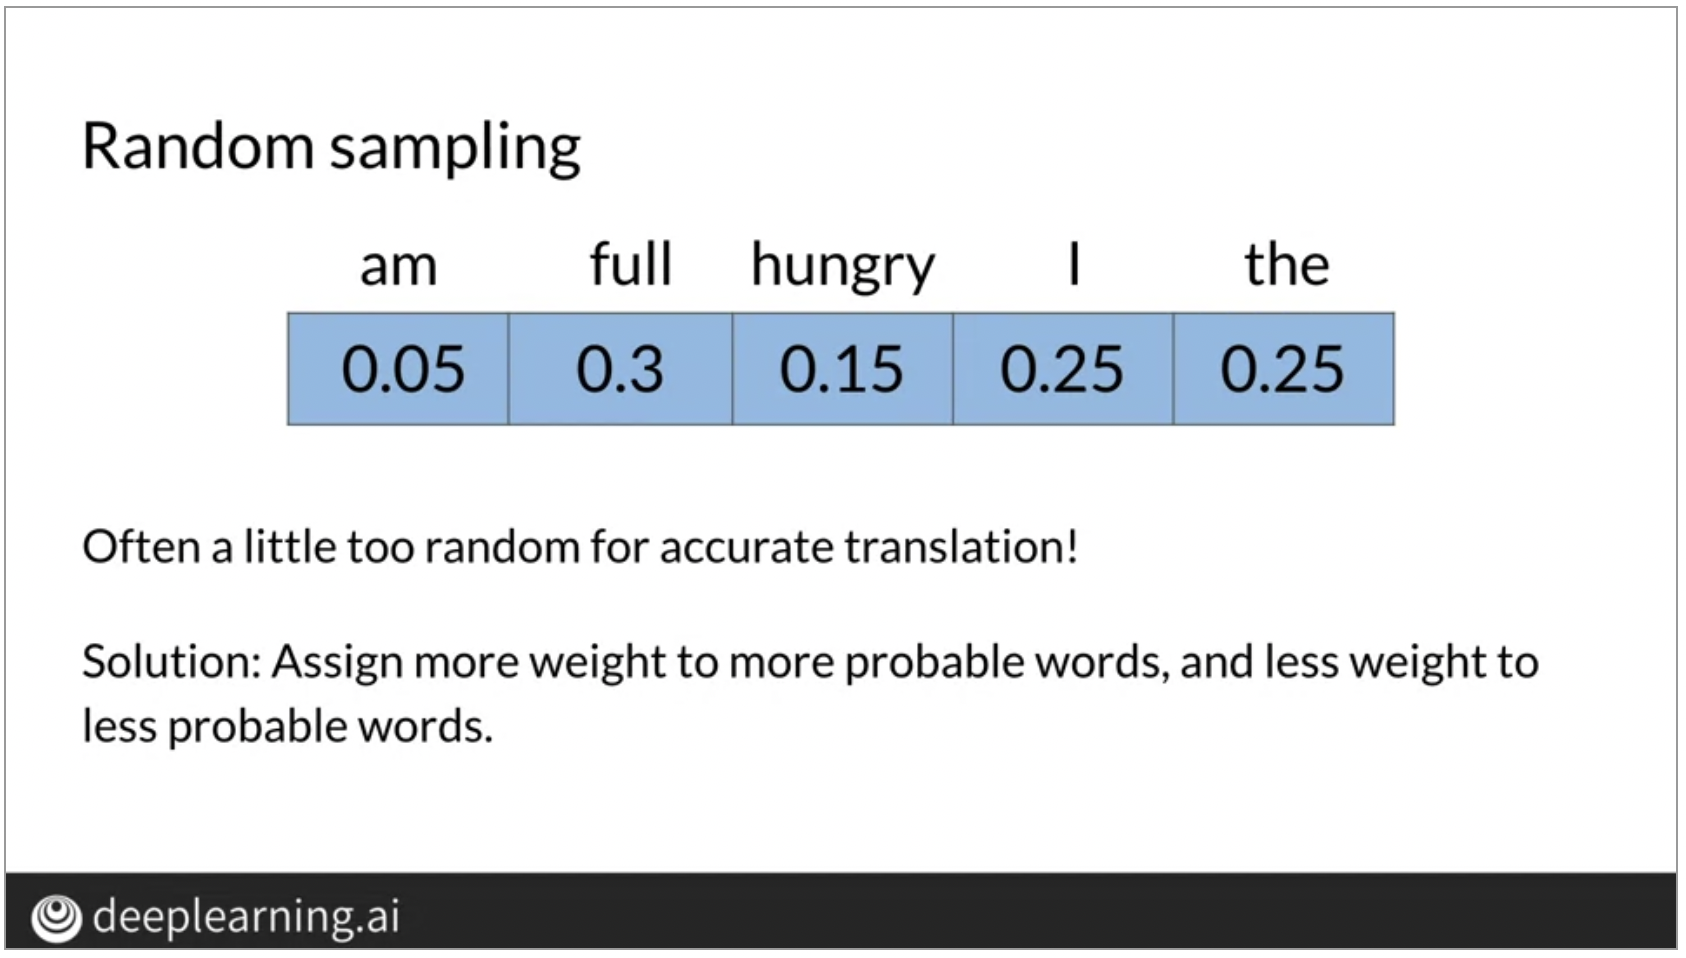 Random sampling
am full hungry I the
0.05 0.3 0.15 0.25 0.25
Often a little too random for accurate translation!
Solution: Assign more weight to more probable words, and less weight to
less probable words.
deeplearning.ai